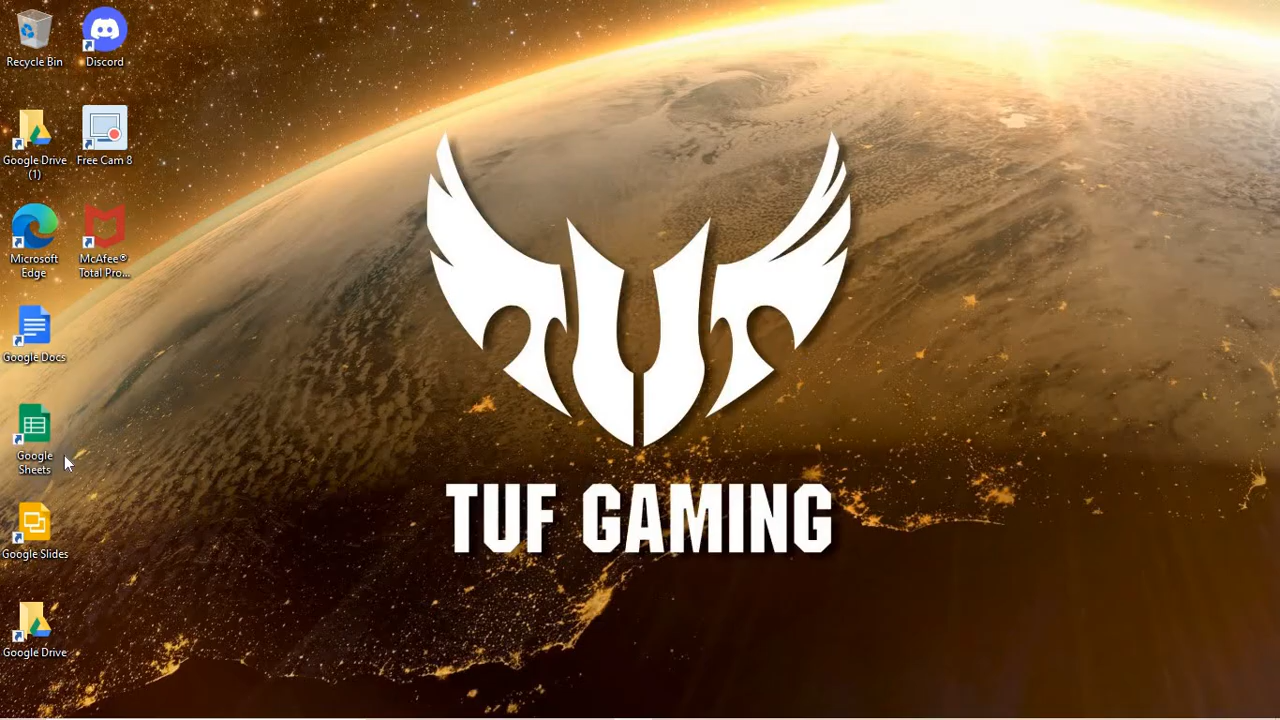 Recycle Bin
Discord
Google Drive
(1)
Free Cam 8
Microsoft
Edge
McAfee®
Total Pro...
Google Docs
Google
Sheets
Google Slides
Google Drive
TUF GAMING